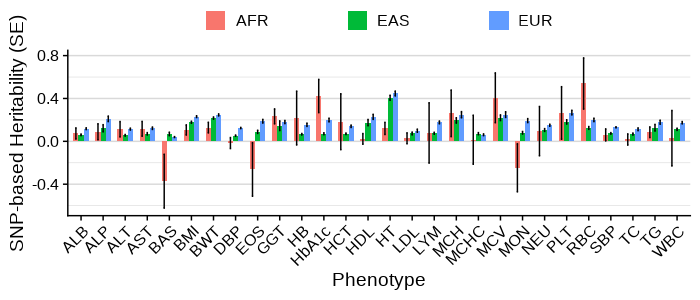 AFR EAS EUR
SNP-based Heritability (SE)
0.8
0.4
0.0
-0.4
ALB ALP ALT AST BAS BMI BWT DBP EOS GGT HB HbA1c HCT HDL HT LDL LYM MCH MCHC MCV MON NEU PLT RBC SBP TC TG WBC
Phenotype